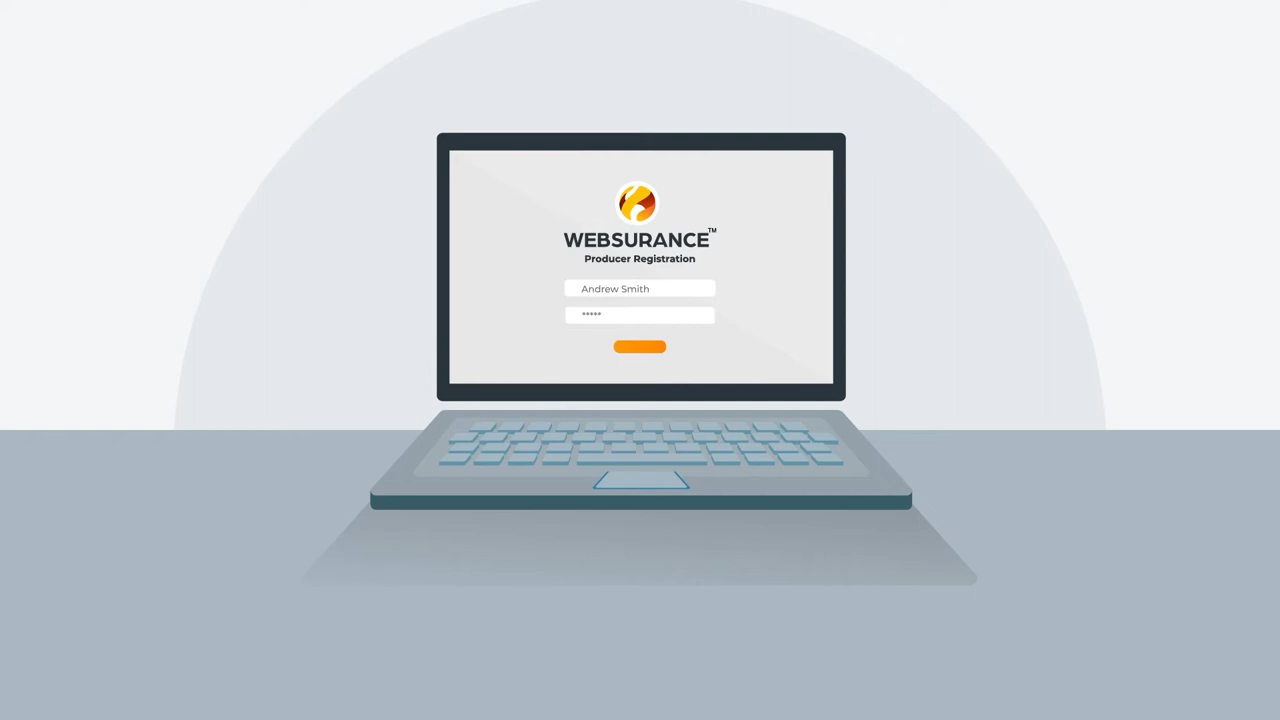 WEBSURANCE™
Producer Registration
Andrew Smith
*****